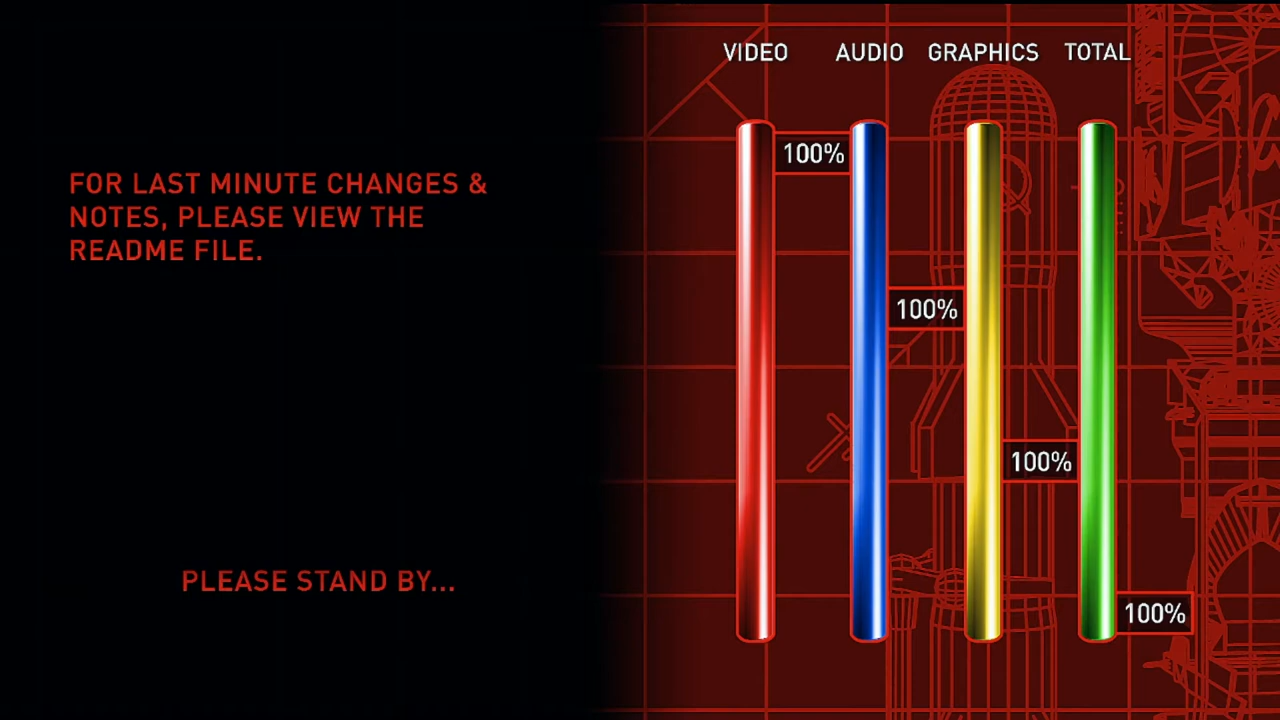 VIDEO AUDIO GRAPHICS TOTAL
100%
FOR LAST MINUTE CHANGES &
NOTES, PLEASE VIEW THE
README FILE.
100%
100%
PLEASE STAND BY...
100%